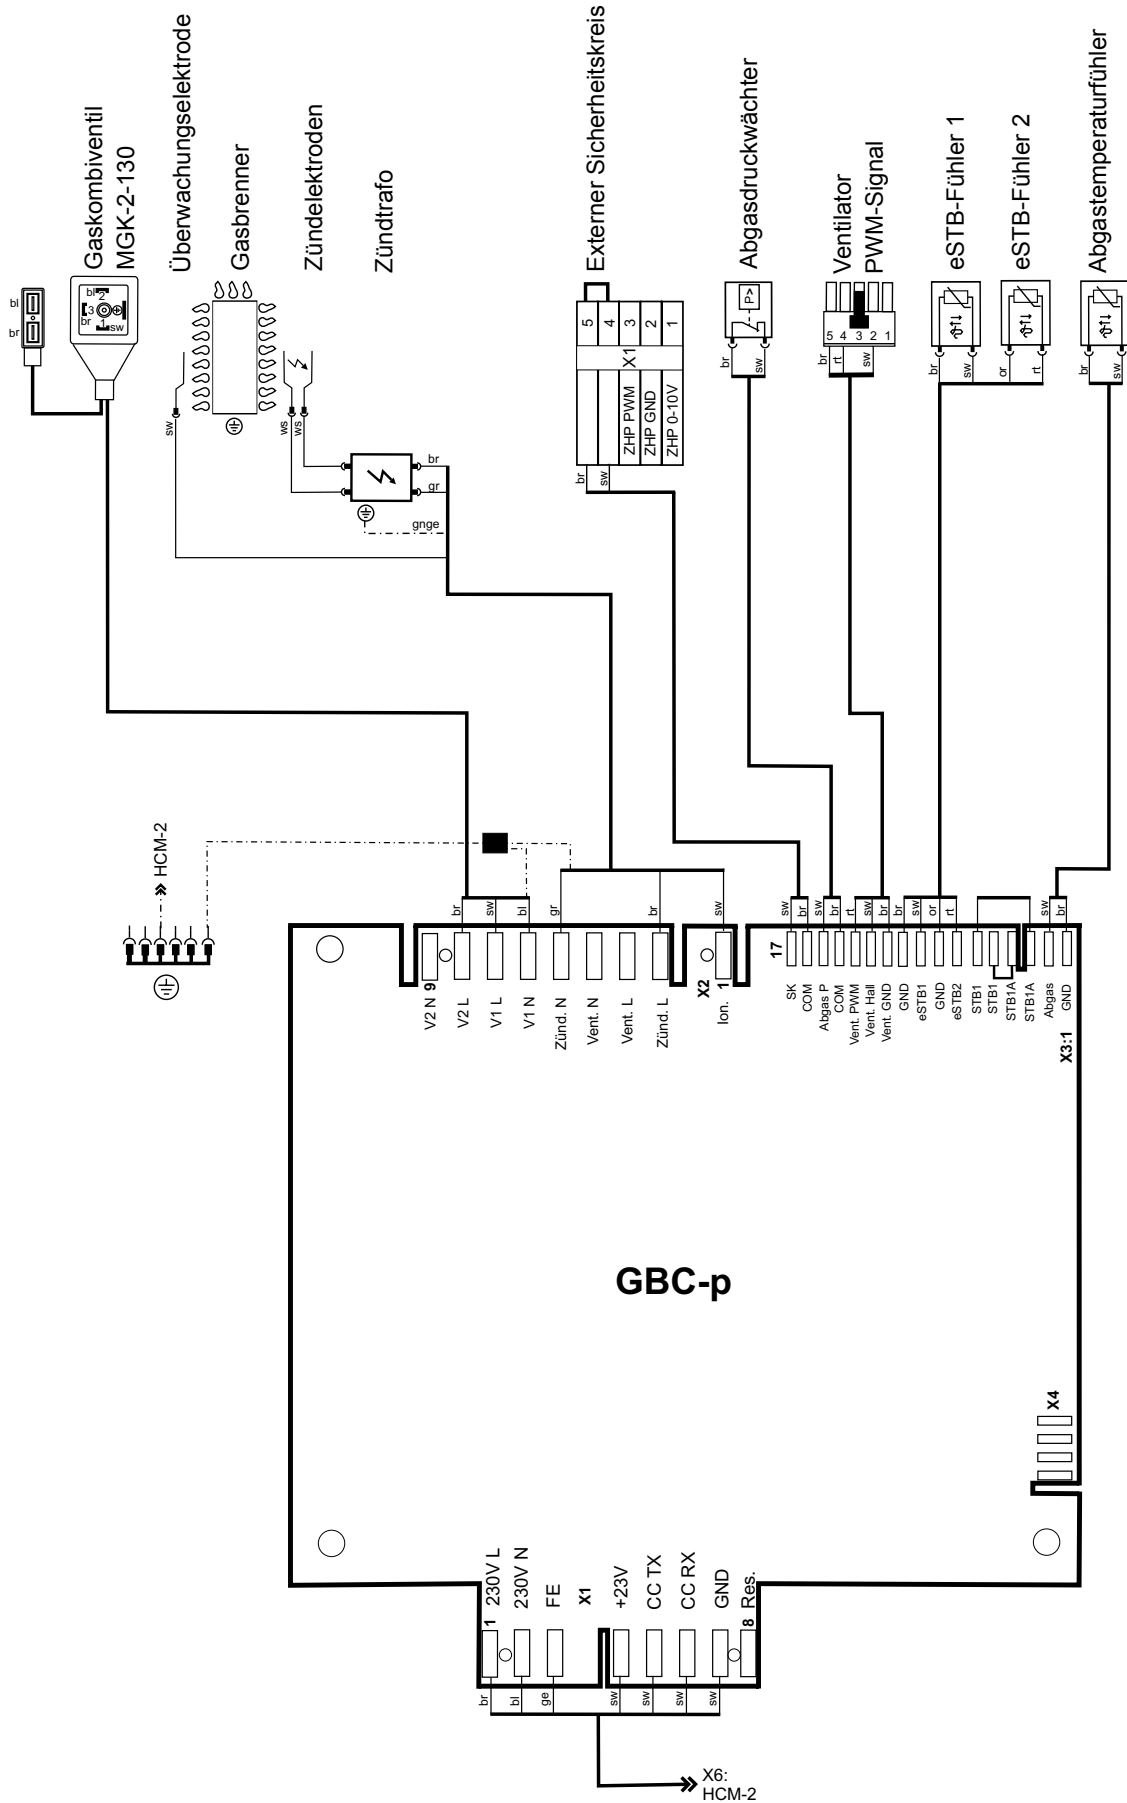 Gaskombiventil
MGK-2-130
Überwachungselektrode
Gasbrenner
Zündelektroden
Zündtrafo
Externer Sicherheitskreis
Abgasdruckwächter
Ventilator
PWM-Signal
eSTB-Fühler 1
eSTB-Fühler 2
Abgastemperaturfühler
bl
br
bl
2
3
br
1
sw
sw
ws
ws
br
gr
gnge
5
4
3
2
1
X1
ZHP PWM
ZHP GND
ZHP 0-10V
br
sw
P>
br
sw
5
4
3
2
1
br
rt
sw
br
sw
or
rt
br
sw
HCM-2
br
sw
bl
gr
br
sw
sw
br
sw
br
rt
sw
br
br
sw
or
rt
sw
br
9
V2 N
V2 L
V1 L
V1 N
Zünd. N
Vent. N
Vent. L
Zünd. L
X2
1
Ion.
17
SK
COM
Abgas P
COM
Vent. PWM
Vent. Hall
Vent. GND
GND
eSTB1
GND
eSTB2
STB1
STB1
STB1A
STB1A
Abgas
GND
X3:1
GBC-p
X4
1
230V L
230V N
FE
X1
+23V
CC TX
CC RX
GND
8
Res.
br
bl
ge
sw
sw
sw
sw
X6:
HCM-2